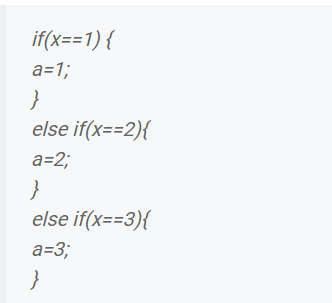 if(x==1) {
a=1;
}
else if(x==2){
a=2;
}
else if(x==3){
a=3;
}